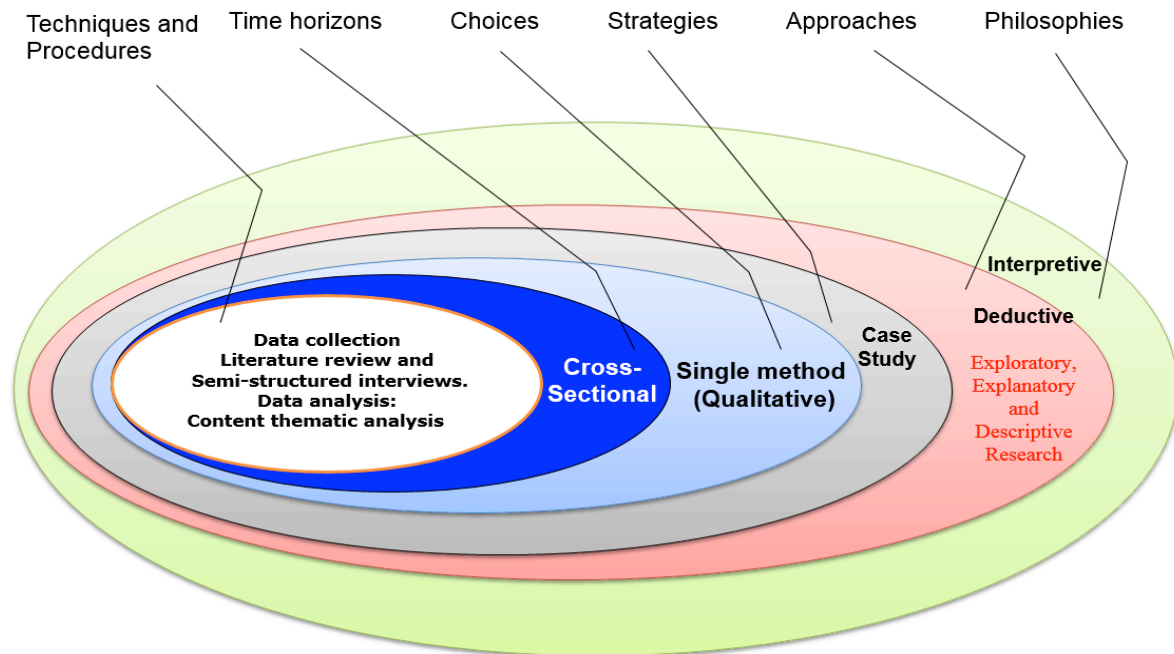 Techniques and
Procedures
Time horizons
Choices
Strategies
Approaches
Philosophies
Interpretive
Deductive
Exploratory,
Explanatory
and
Descriptive
Research
Case
Study
Single method
(Qualitative)
Cross-
Sectional
Data collection
Literature review and
Semi-structured interviews.
Data analysis:
Content thematic analysis